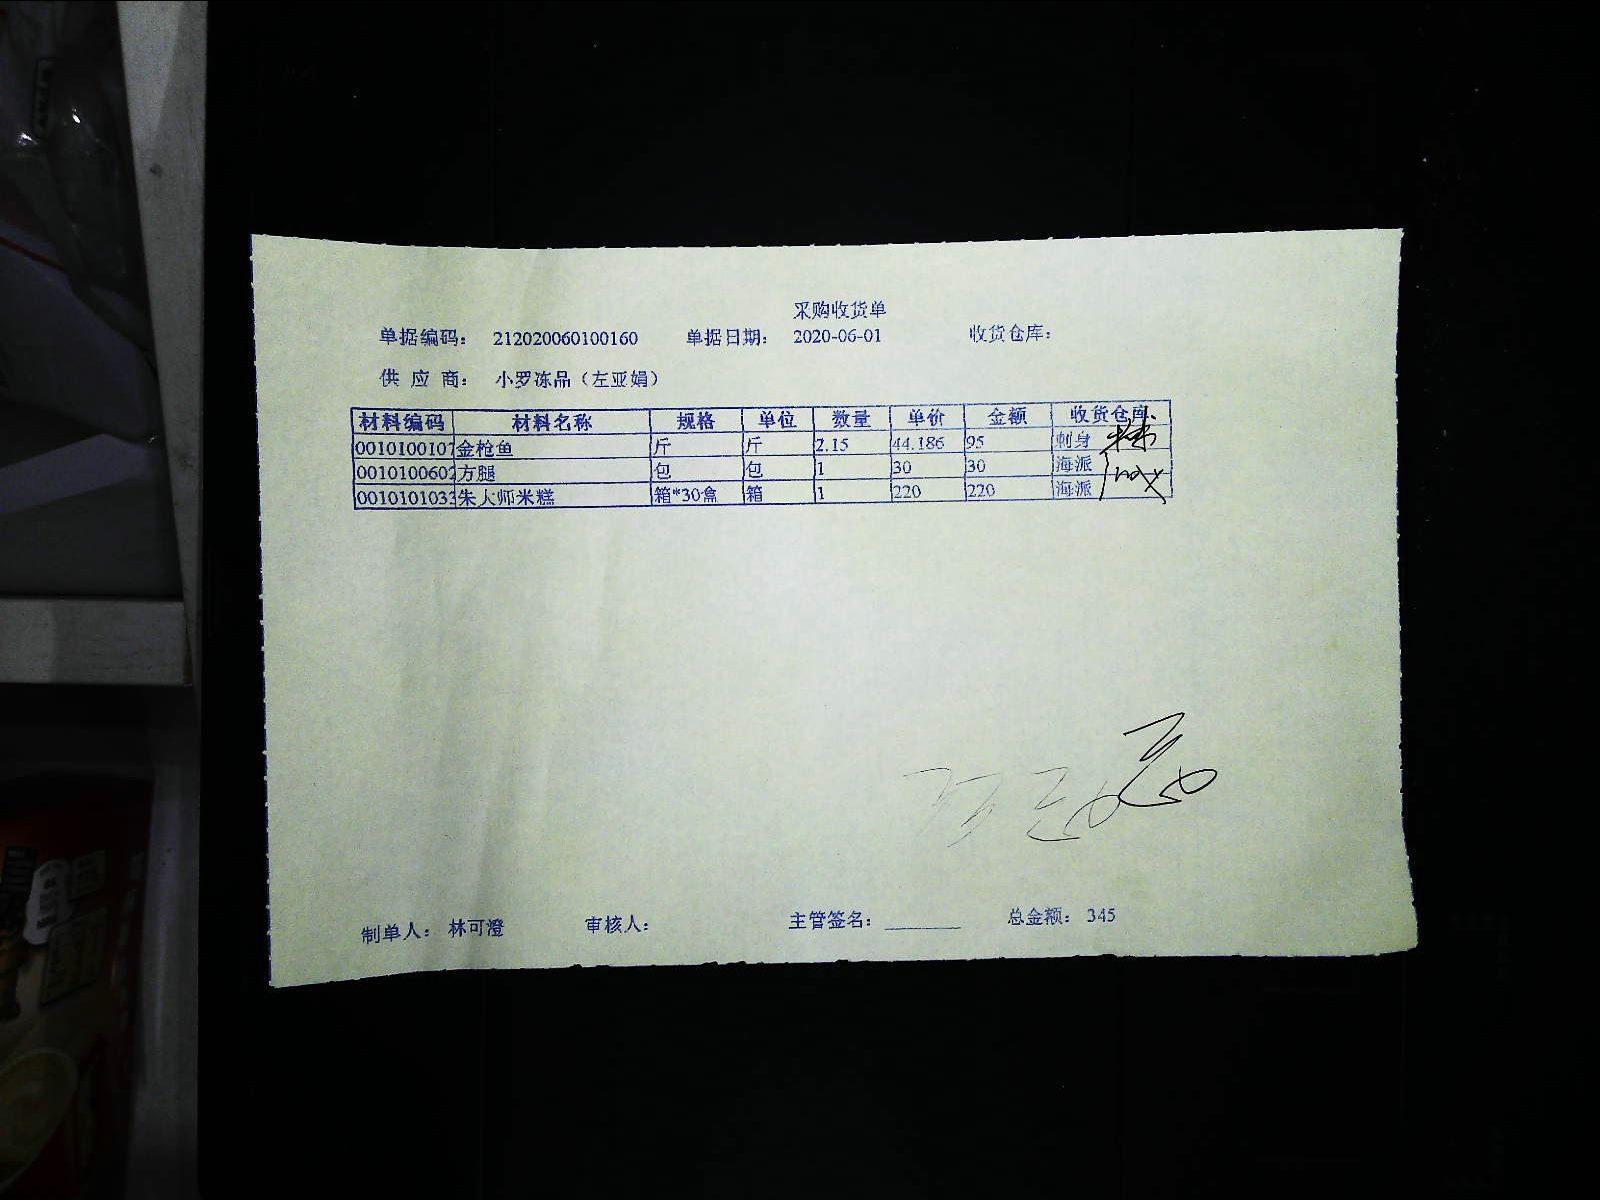 采购收货单
单据编码： 212020060100160 单据日期： 2020-06-01 收货仓库：
供 应 商： 小罗冻品（左亚娟）
材料编码 材料名称 规格 单位 数量 单价 金额 收货仓库
0010100107 金枪鱼 斤 斤 2.15 44.186 95 刺身
0010100602 方腿 包 包 1 30 30 海派
0010101033 朱大师米糕 箱*30盒 箱 1 220 220 海派
制单人： 林可澄 审核人： 主管签名： 总金额： 345